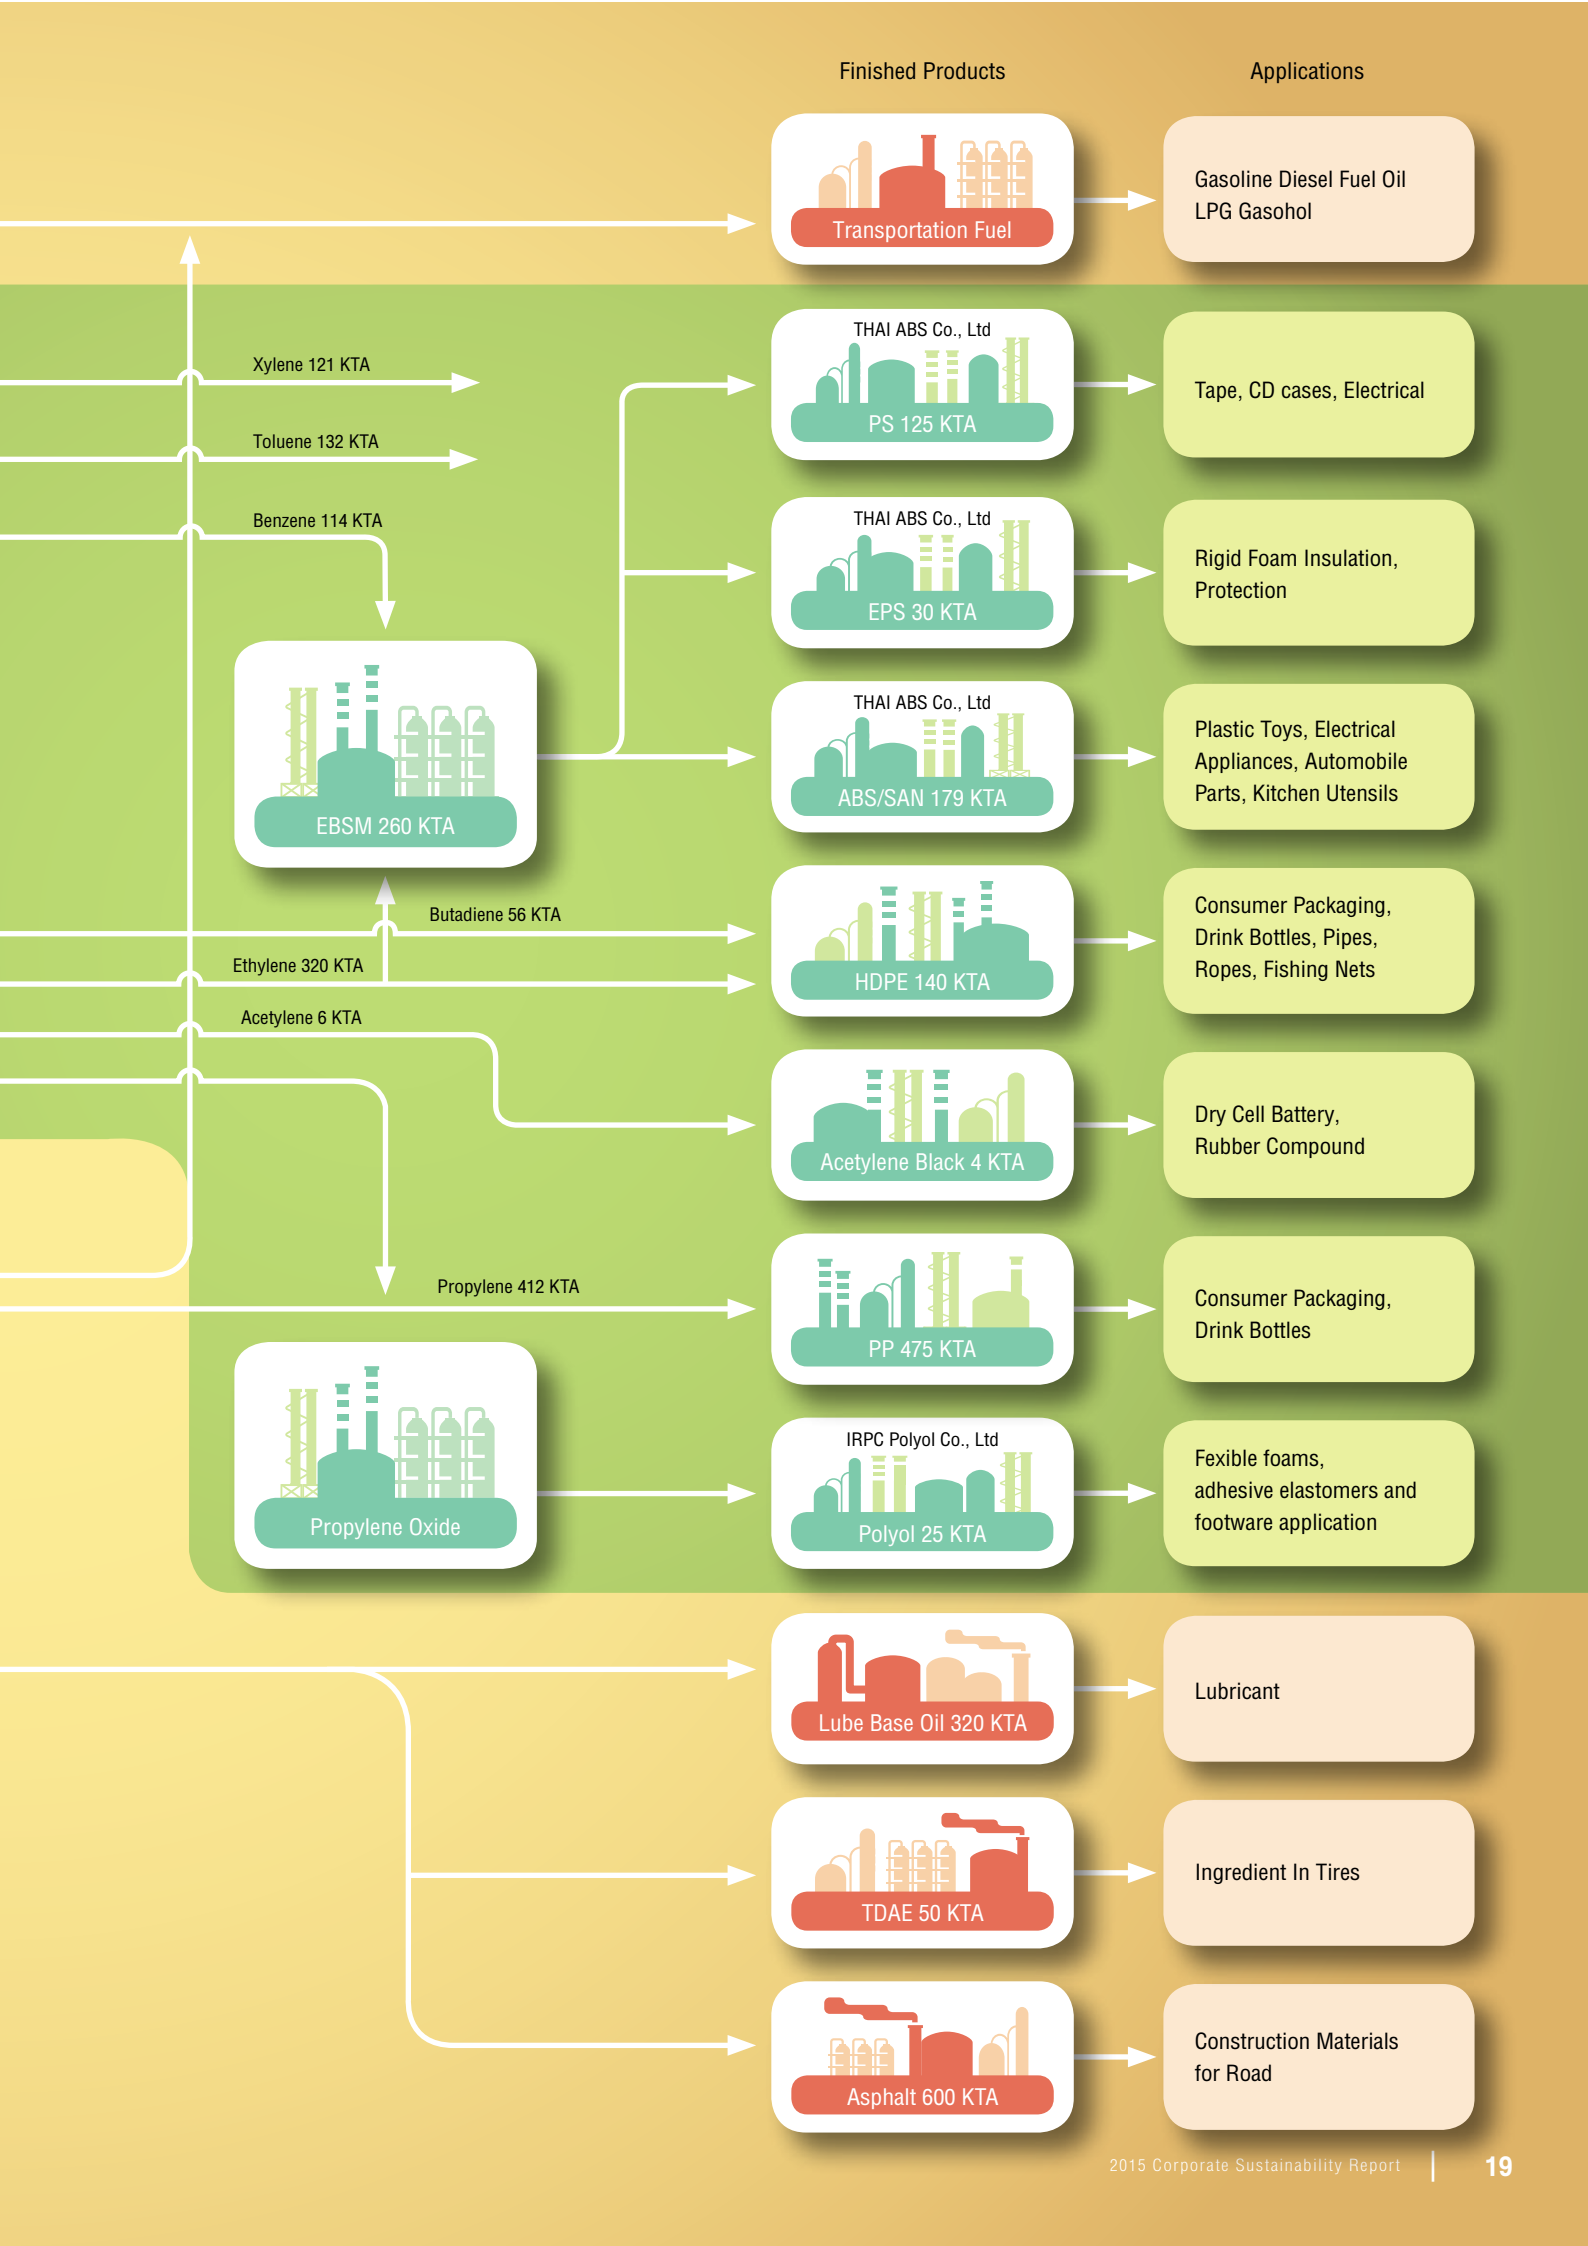 Finished Products
Applications
Transportation Fuel
Gasoline Diesel Fuel Oil
LPG Gasohol
Xylene 121 KTA
Toluene 132 KTA
Benzene 114 KTA
THAI ABS Co., Ltd
PS 125 KTA
Tape, CD cases, Electrical
THAI ABS Co., Ltd
EPS 30 KTA
Rigid Foam Insulation,
Protection
EBSM 260 KTA
THAI ABS Co., Ltd
ABS/SAN 179 KTA
Plastic Toys, Electrical
Appliances, Automobile
Parts, Kitchen Utensils
Butadiene 56 KTA
Ethylene 320 KTA
Acetylene 6 KTA
HDPE 140 KTA
Consumer Packaging,
Drink Bottles, Pipes,
Ropes, Fishing Nets
Acetylene Black 4 KTA
Dry Cell Battery,
Rubber Compound
Propylene 412 KTA
PP 475 KTA
Consumer Packaging,
Drink Bottles
Propylene Oxide
IRPC Polyol Co., Ltd
Polyol 25 KTA
Fexible foams,
adhesive elastomers and
footware application
Lube Base Oil 320 KTA
Lubricant
TDAE 50 KTA
Ingredient In Tires
Asphalt 600 KTA
Construction Materials
for Road
2015 Corporate Sustainability Report
19